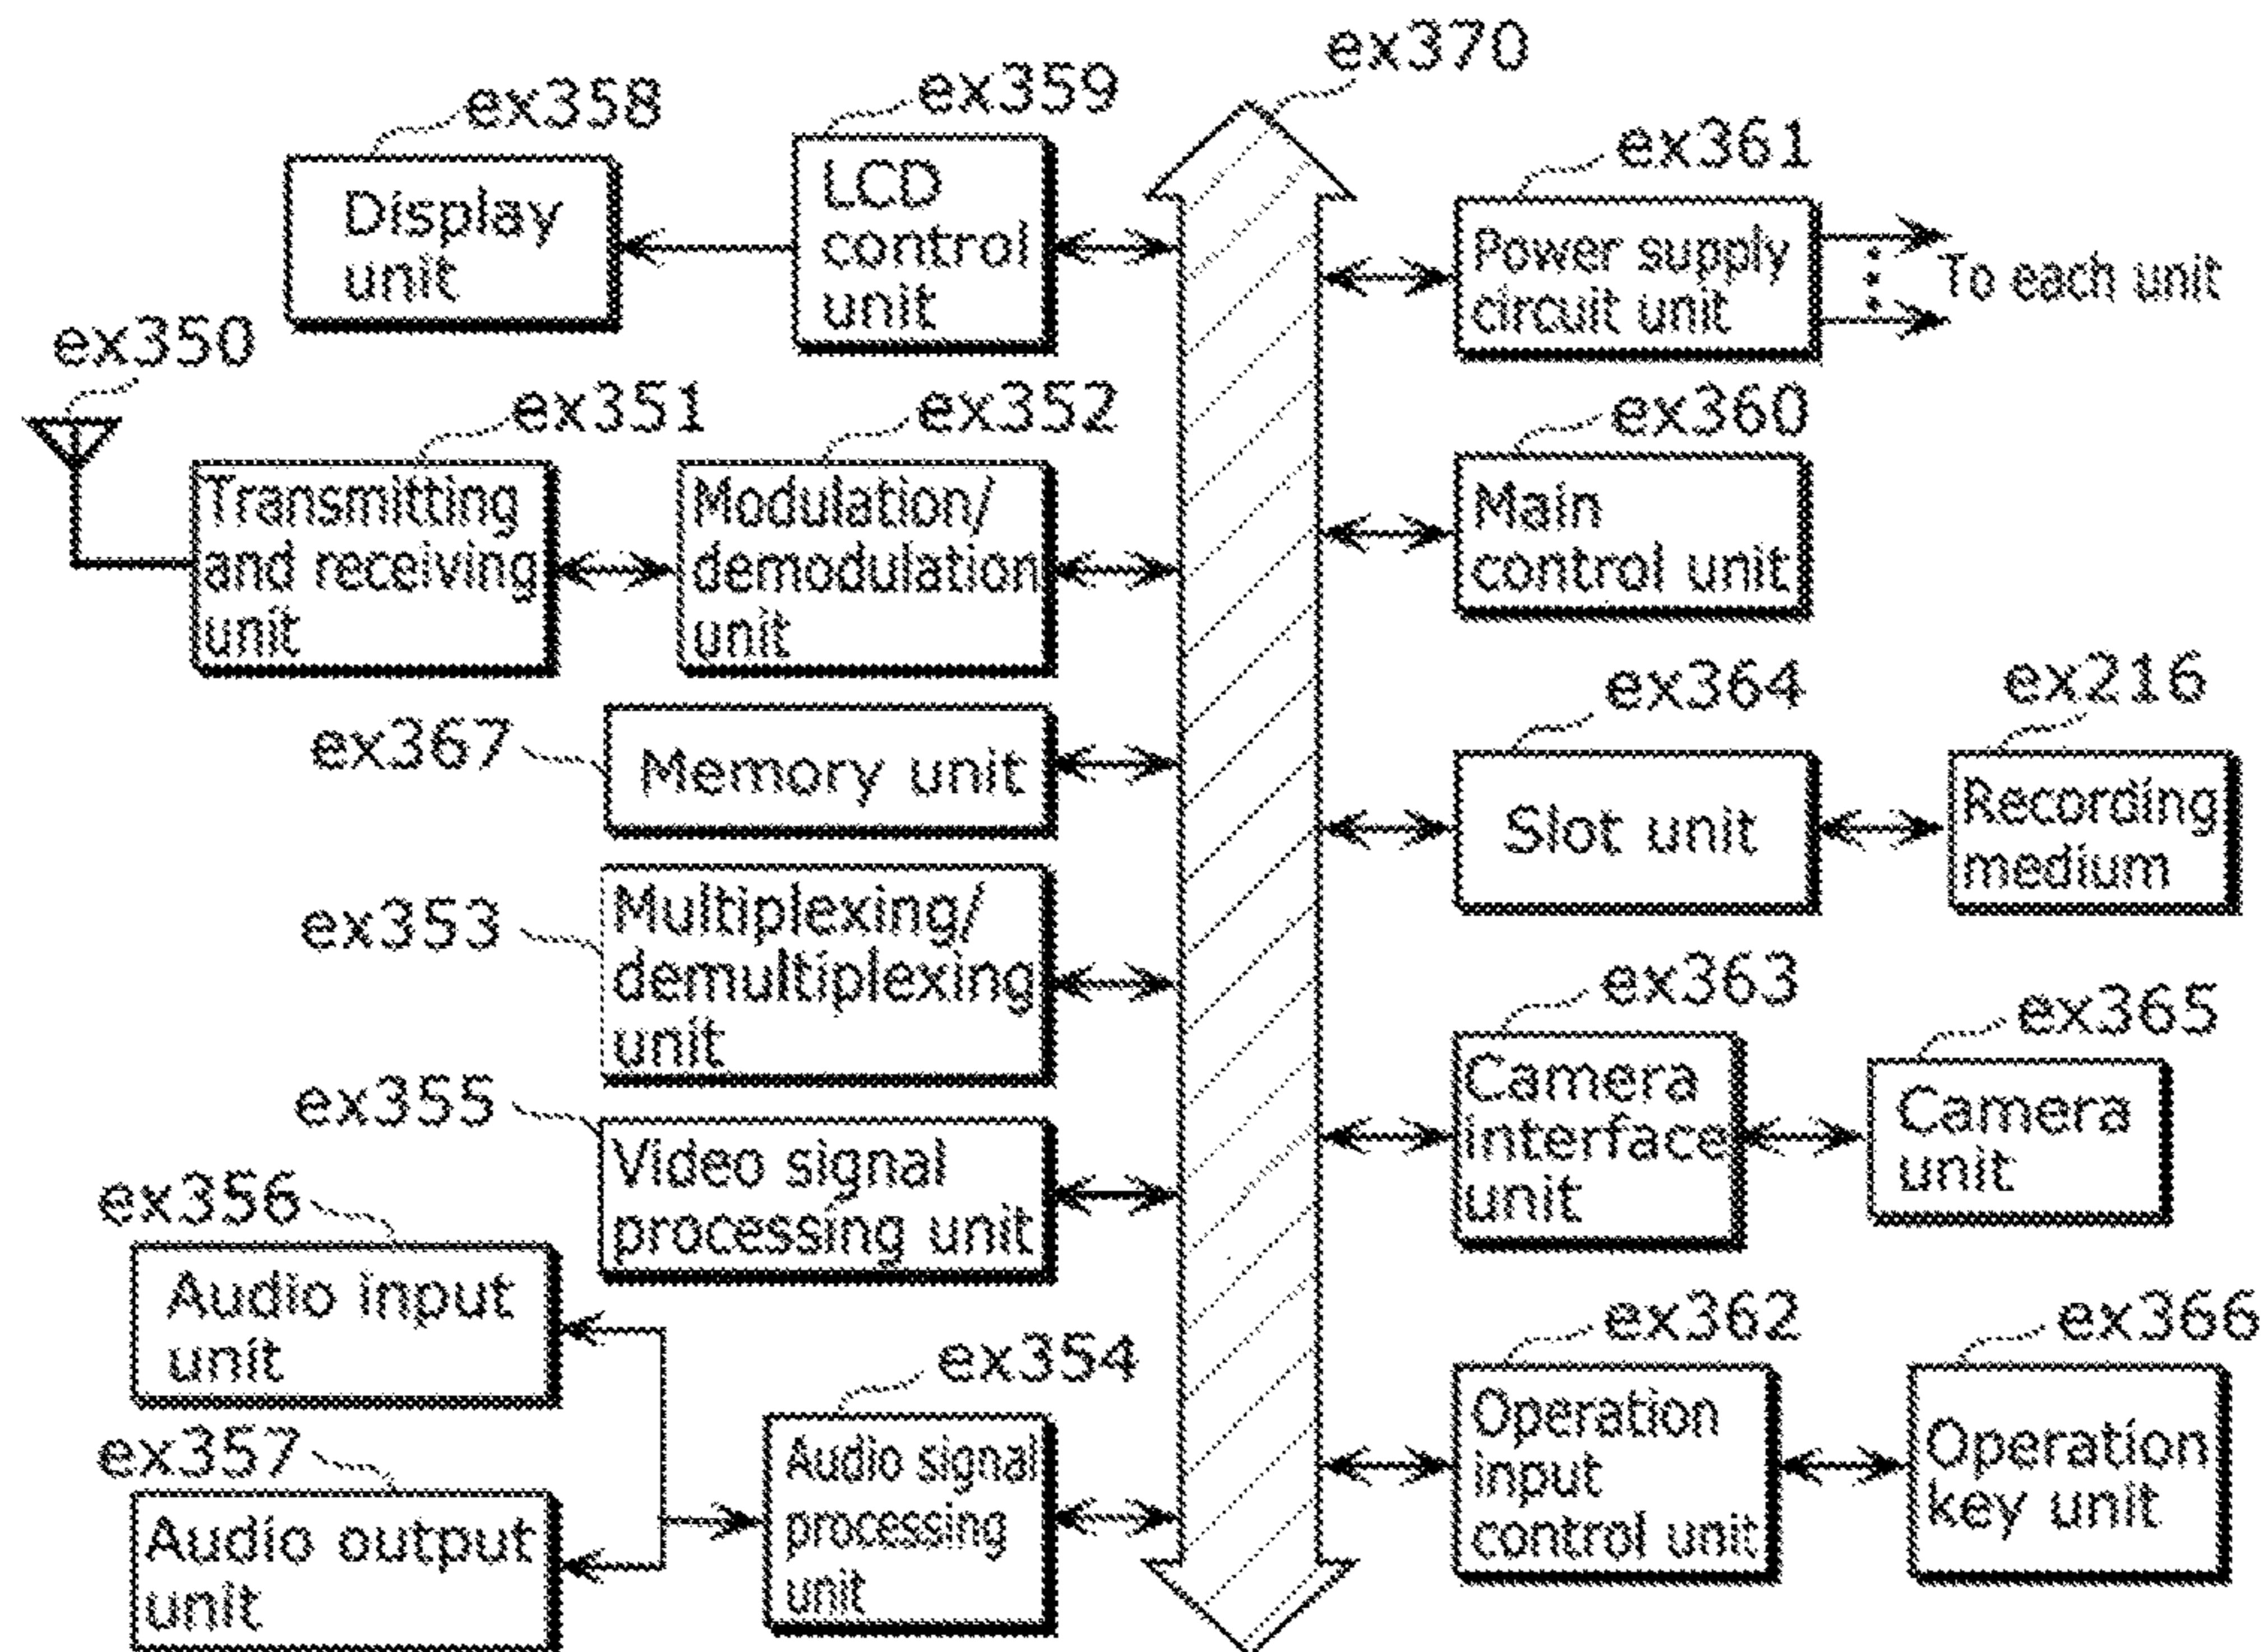 ex370
ex358
ex359
Display
unit
LCD
control
unit
ex361
Power supply
circuit unit
To each unit
ex350
ex351
ex352
Transmitting
and receiving
unit
Modulation/
demodulation
unit
ex360
Main
control unit
ex367
Memory unit
ex364
ex216
Slot unit
Recording
medium
ex353
Multiplexing/
demultiplexing
unit
ex363
ex365
Camera
interface
unit
Camera
unit
ex355
Video signal
processing unit
ex356
Audio input
unit
ex357
Audio output
unit
ex354
Audio signal
processing
unit
ex362
ex366
Operation
input
control unit
Operation
key unit